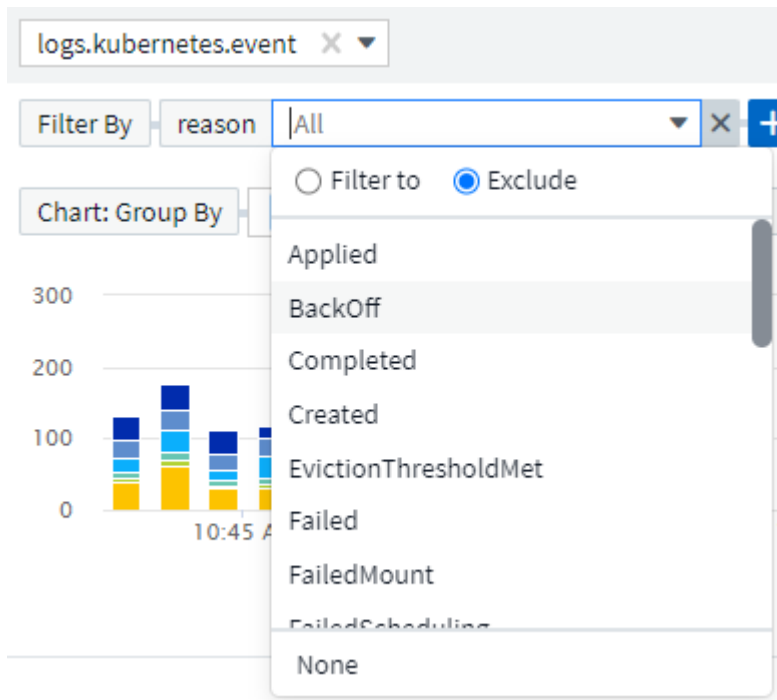 logs.kubernetes.event
Filter By reason All
Filter to Exclude
Chart: Group By
Applied
300
BackOff
200
Completed
Created
100
EvictionThresholdMet
0
Failed
10:45 A
FailedMount
FailedScheduling
None